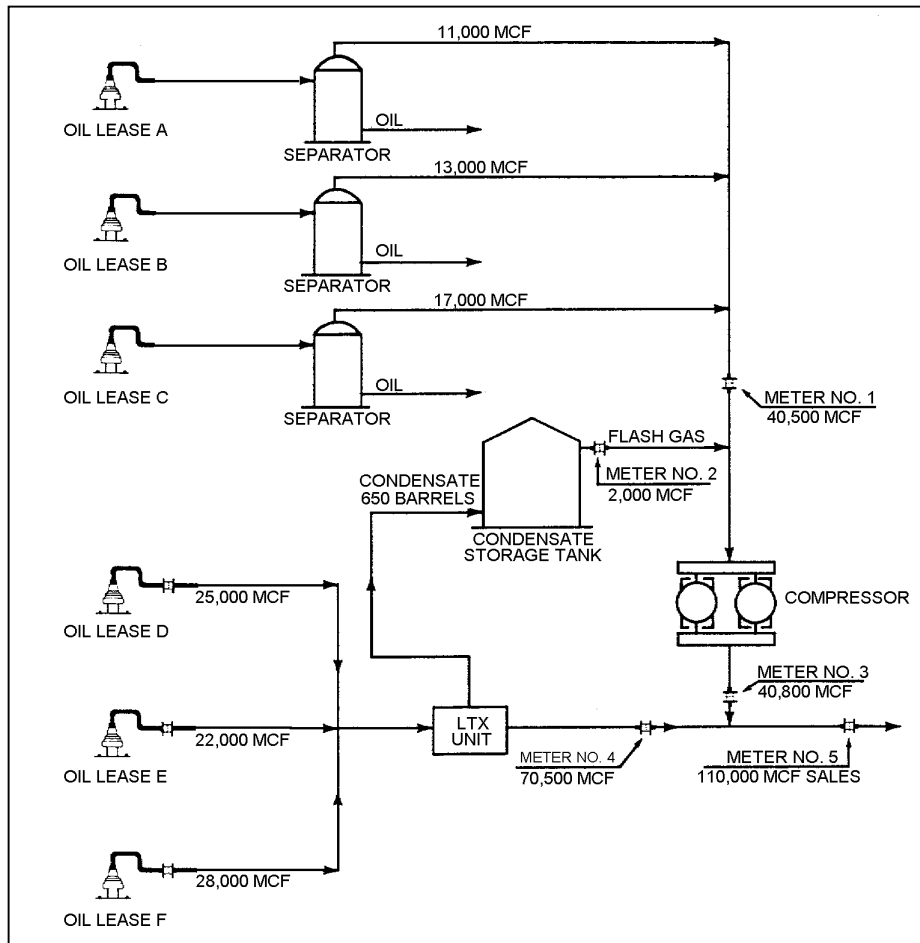 11,000 MCF
OIL LEASE A
OIL
SEPARATOR
13,000 MCF
OIL LEASE B
OIL
SEPARATOR
17,000 MCF
OIL LEASE C
OIL
SEPARATOR
METER NO. 1
40,500 MCF
FLASH GAS
METER NO. 2
2,000 MCF
CONDENSATE
650 BARRELS
CONDENSATE
STORAGE TANK
COMPRESSOR
25,000 MCF
OIL LEASE D
METER NO. 3
40,800 MCF
22,000 MCF
OIL LEASE E
LTX
UNIT
METER NO. 4
70,500 MCF
METER NO. 5
110,000 MCF SALES
28,000 MCF
OIL LEASE F